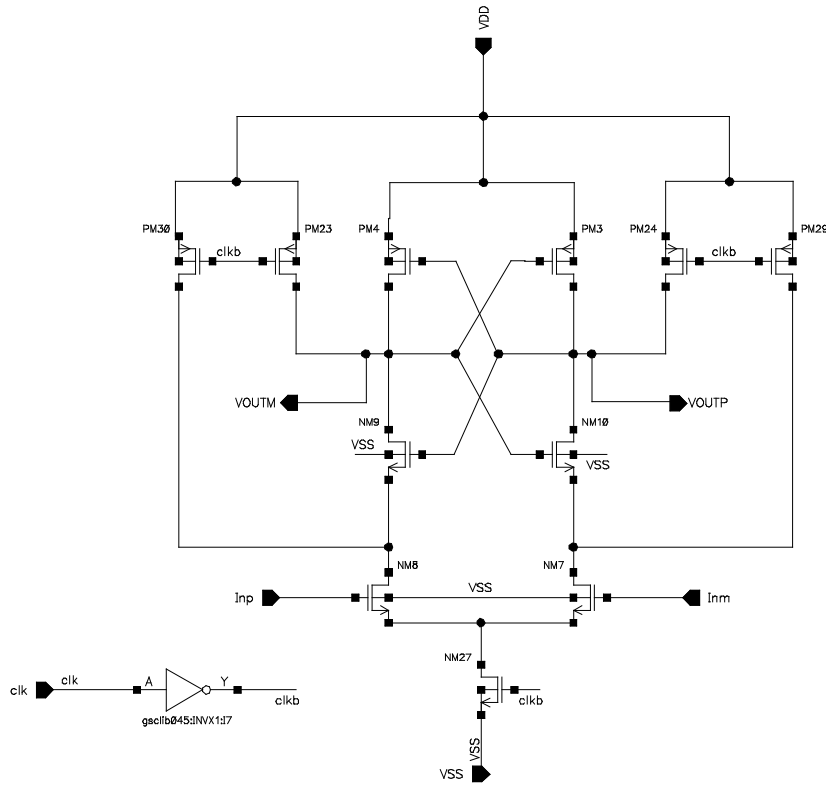 VDD
PM30
clkb
PM23
PM4
PM3
PM24
clkb
PM29
VOUTM
VOUTP
NM9
VSS
NM10
VSS
NM8
NM7
Inp
VSS
Inm
NM27
clkb
clk
clk
A
Y
clkb
gsclib045:INVX1:I7
VSS
VSS